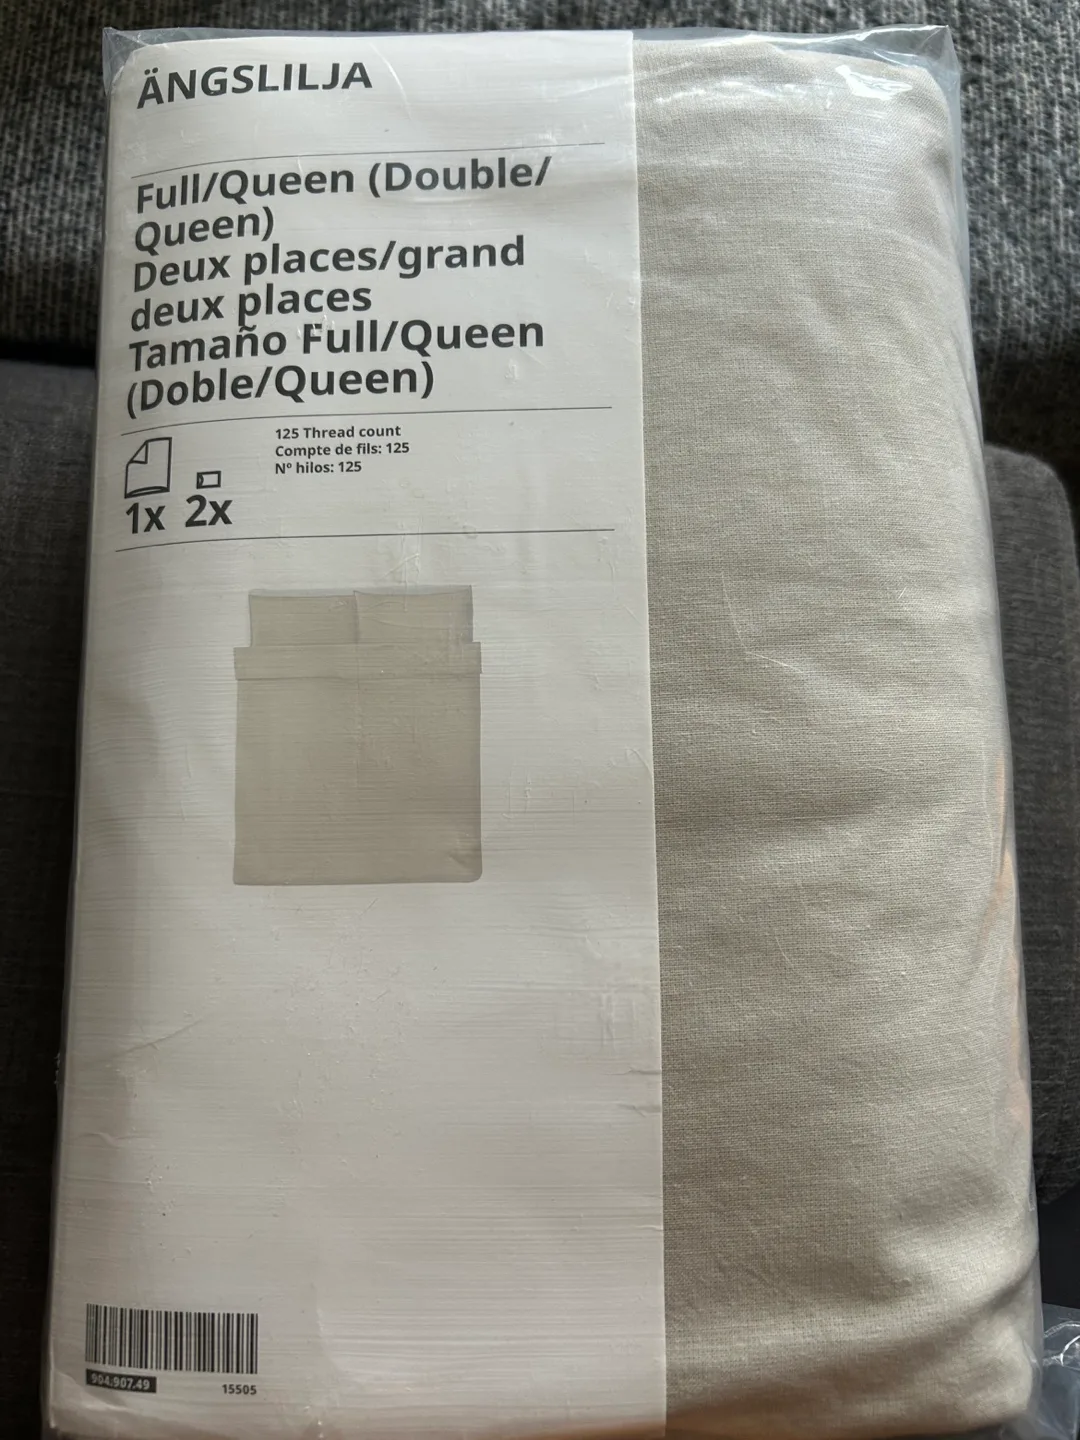 ÄNGSLILJA
Full/Queen (Double/
Queen)
Deux places/grand
deux places
Tamaño Full/Queen
(Doble/Queen)
125 Thread count
Compte de fils: 125
Nº hilos: 125
1x 2x
904.907.49
15505